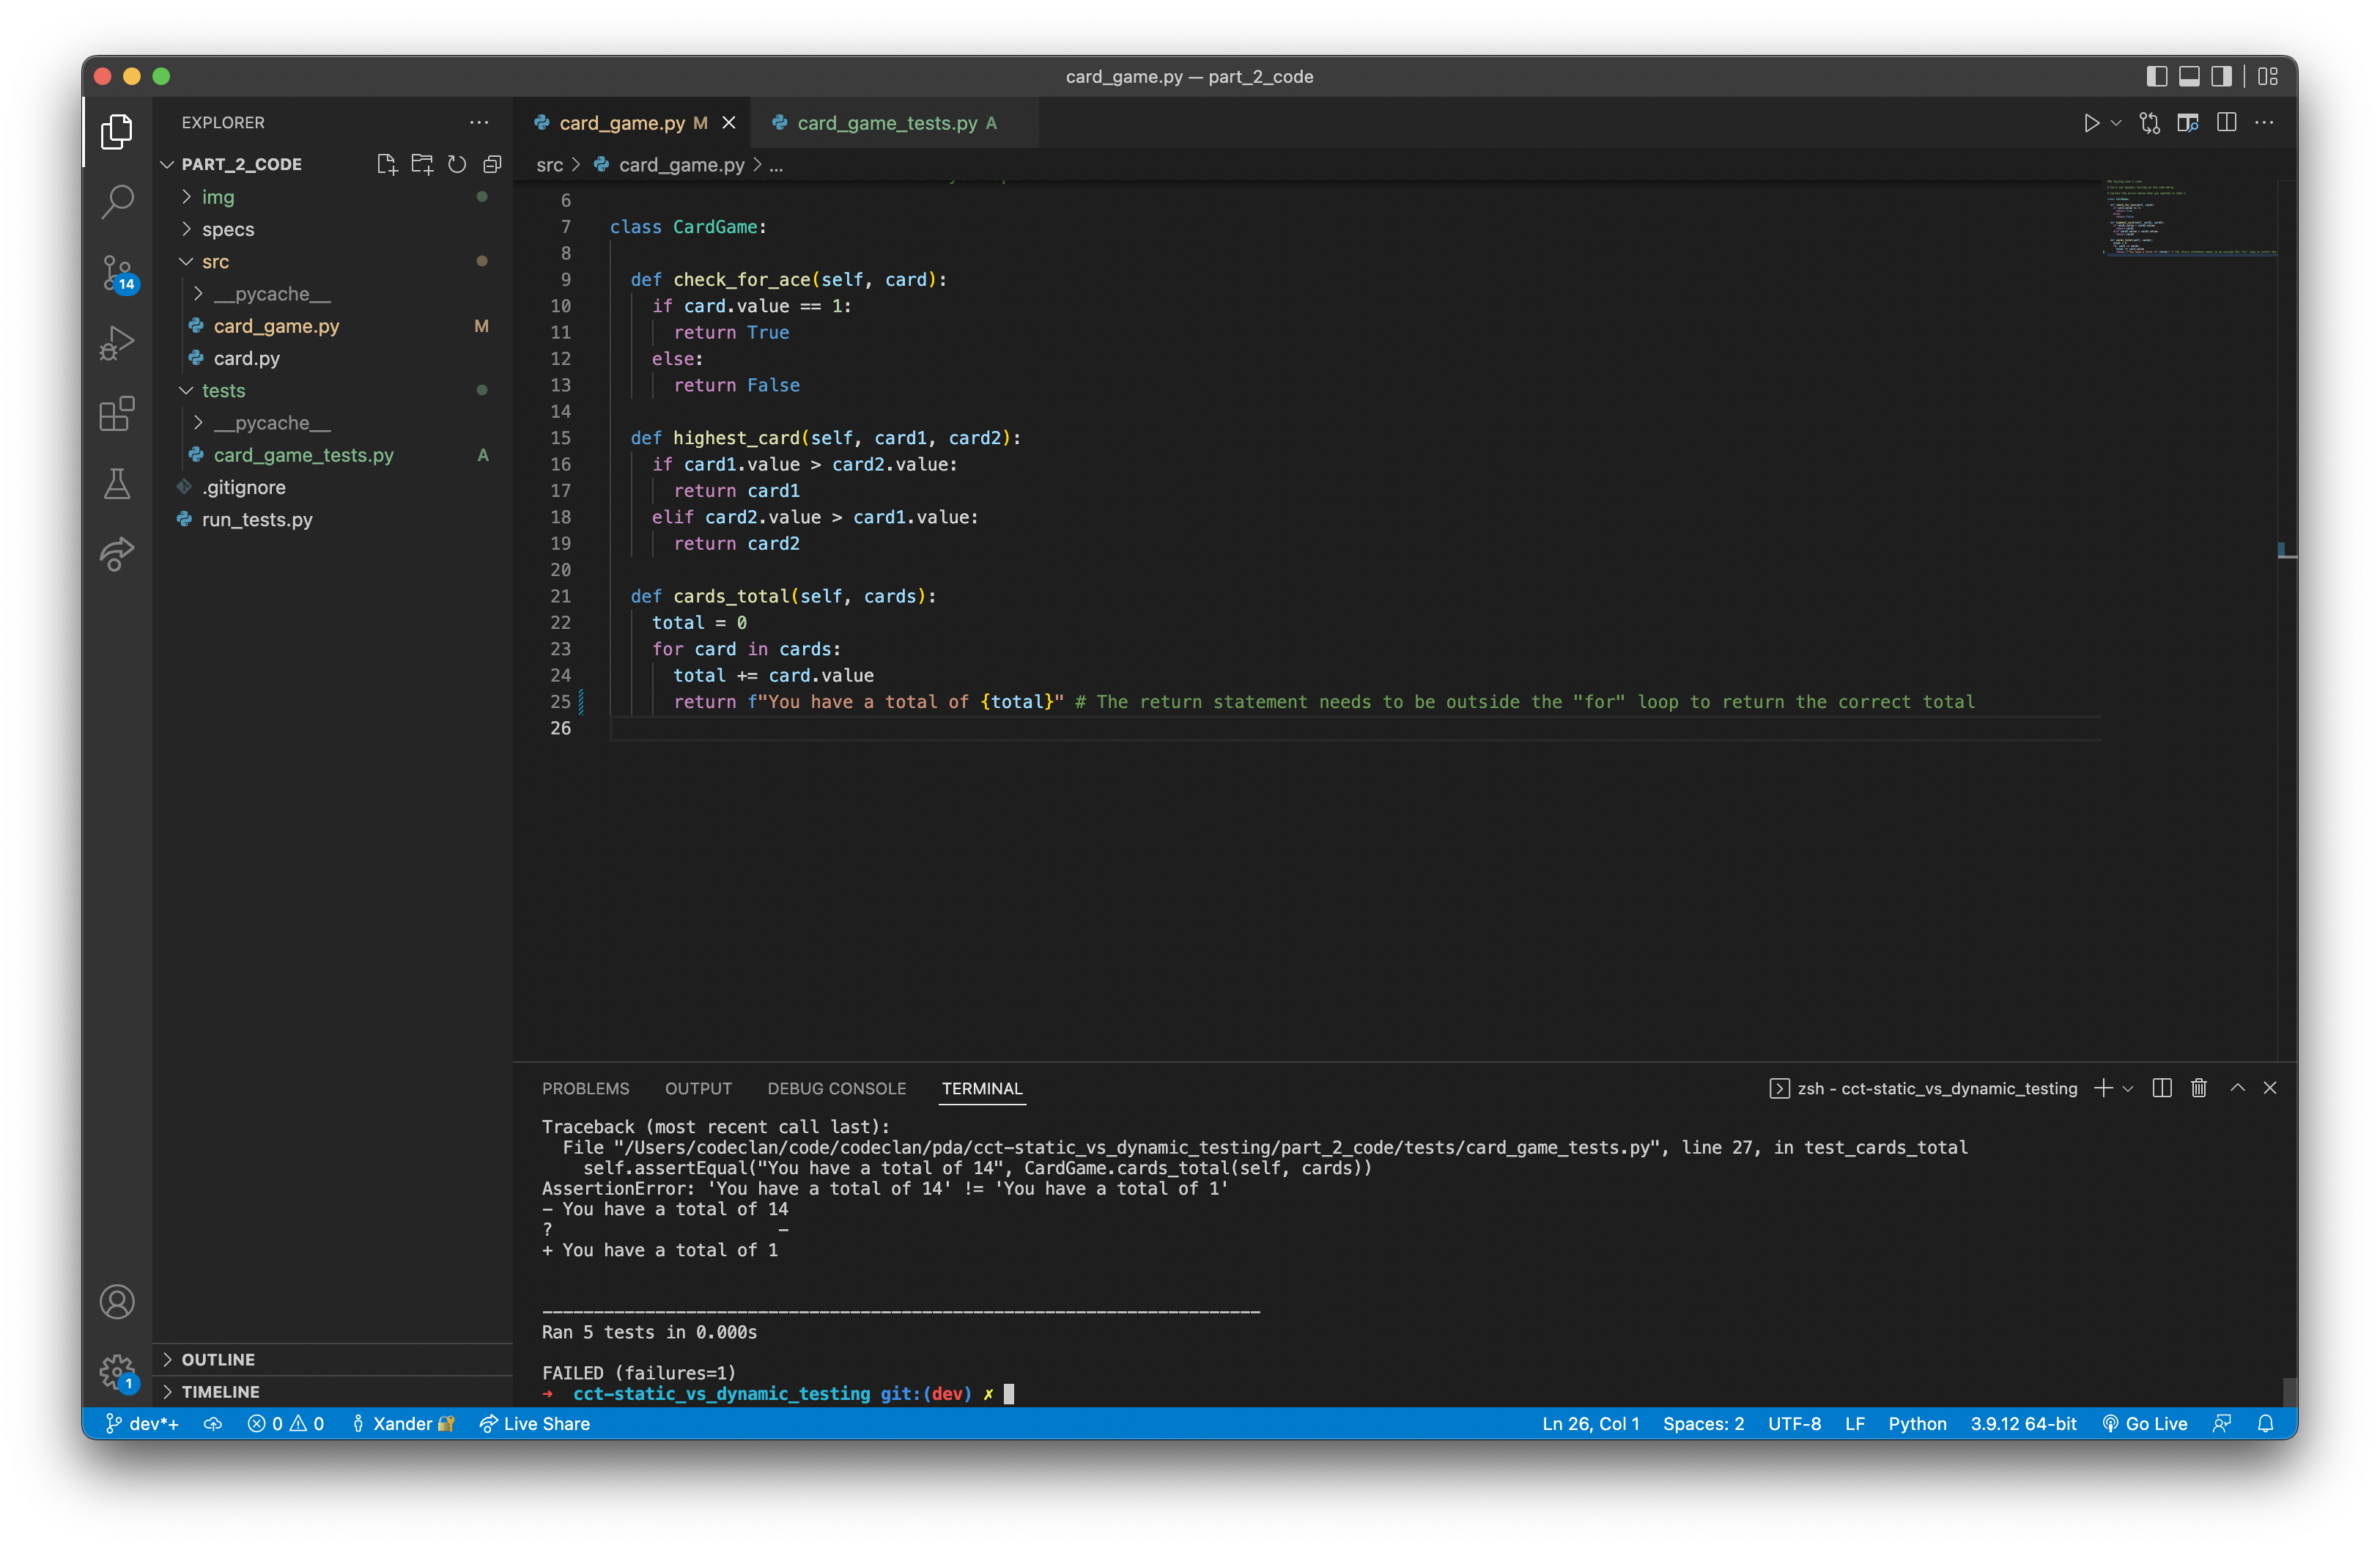 card_game.py — part_2_code
EXPLORER
PART_2_CODE
img
specs
src
__pycache__
card_game.py M
card.py
tests
__pycache__
card_game_tests.py A
.gitignore
run_tests.py
OUTLINE
TIMELINE
14
1
card_game.py M
card_game_tests.py A
src > card_game.py > ...
6
7 class CardGame:
8
9 def check_for_ace(self, card):
10 if card.value == 1:
11 return True
12 else:
13 return False
14
15 def highest_card(self, card1, card2):
16 if card1.value > card2.value:
17 return card1
18 elif card2.value > card1.value:
19 return card2
20
21 def cards_total(self, cards):
22 total = 0
23 for card in cards:
24 total += card.value
25 return f"You have a total of {total}" # The return statement needs to be outside the "for" loop to return the correct total
26
PROBLEMS OUTPUT DEBUG CONSOLE TERMINAL
zsh - cct-static_vs_dynamic_testing
Traceback (most recent call last):
File "/Users/codeclan/code/codeclan/pda/cct-static_vs_dynamic_testing/part_2_code/tests/card_game_tests.py", line 27, in test_cards_total
self.assertEqual("You have a total of 14", CardGame.cards_total(self, cards))
AssertionError: 'You have a total of 14' != 'You have a total of 1'
- You have a total of 14
? -
+ You have a total of 1
----------------------------------------------------------------------
Ran 5 tests in 0.000s
FAILED (failures=1)
➜ cct-static_vs_dynamic_testing git:(dev) ✗
dev*+ 0 0 Xander Live Share Ln 26, Col 1 Spaces: 2 UTF-8 LF Python 3.9.12 64-bit Go Live